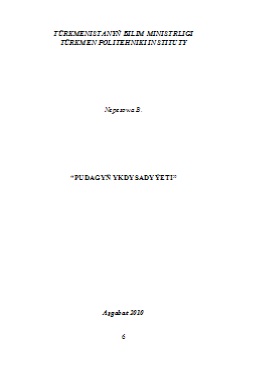 TÜRKMENISTANYŇ BILIM MINISTRLIGI
TÜRKMEN POLITEHNIKI INSTITUTY
Nepesowa B.
“PUDAGYŇ YKDYSADYÝETI”
Aşgabat 2010
6